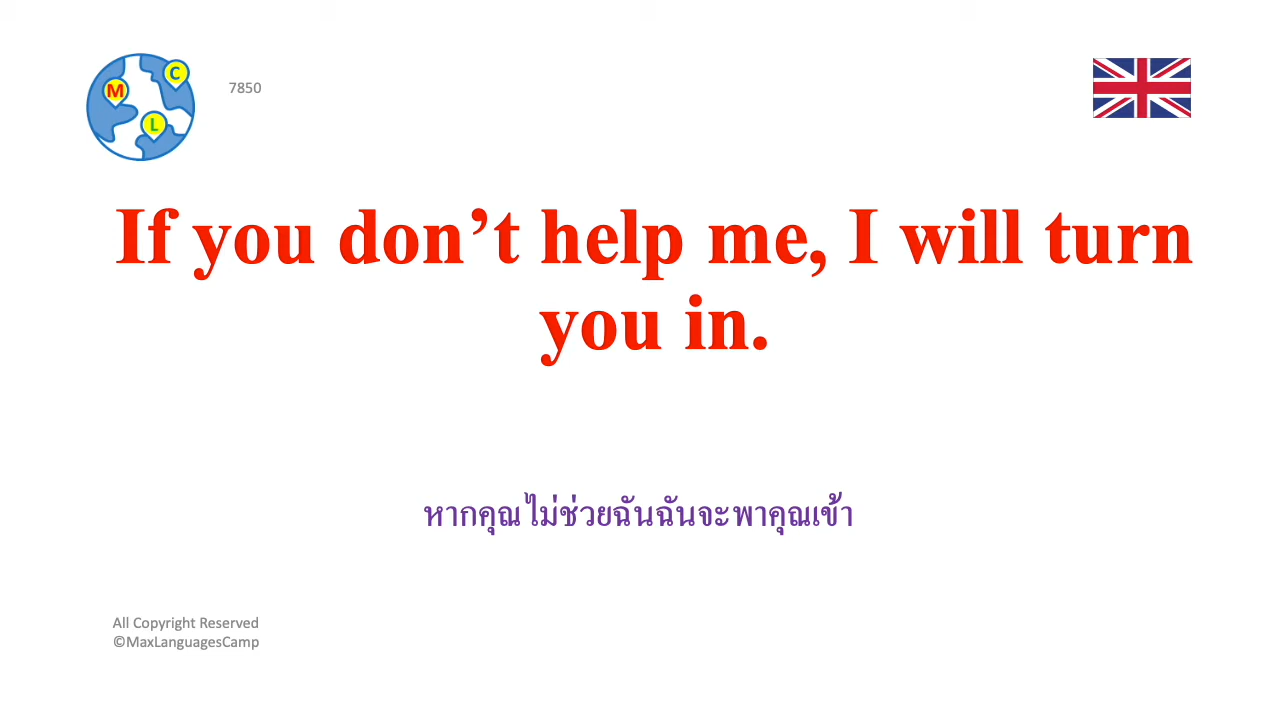 M
C
L
7850
If you don’t help me, I will turn
you in.
หากคุณไม่ช่วยฉันฉันจะพาคุณเข้า
All Copyright Reserved
©MaxLanguagesCamp